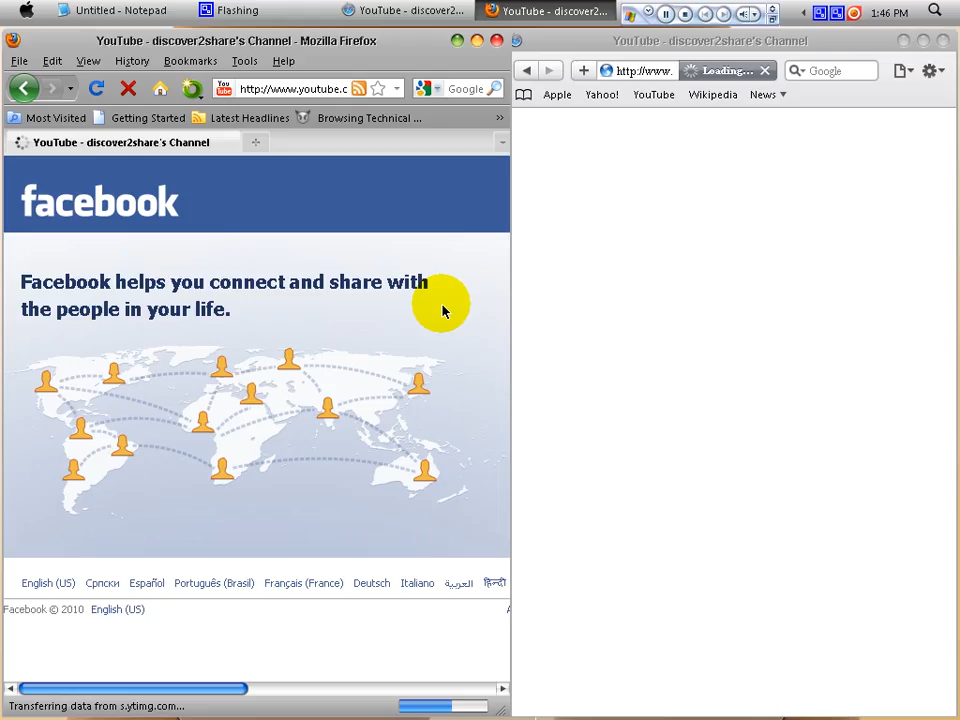 Untitled - Notepad
Flashing
YouTube - discover2...
YouTube - discov2...
1:46 PM
YouTube - discover2share's Channel - Mozilla Firefox
File Edit View History Bookmarks Tools Help
You Tube
http://www.youtube.c
Google
Most Visited
Getting Started
Latest Headlines
Browsing Technical ...
»
YouTube - discover2share's Channel
facebook
Facebook helps you connect and share with
the people in your life.
English (US) Српски Español Português (Brasil) Français (France) Deutsch Italiano العربية हिन्दी
Facebook © 2010 English (US)
Transferring data from s.ytimg.com...
YouTube - discover2share's Channel
http://www.
Loading...
Google
Apple Yahoo! YouTube Wikipedia News